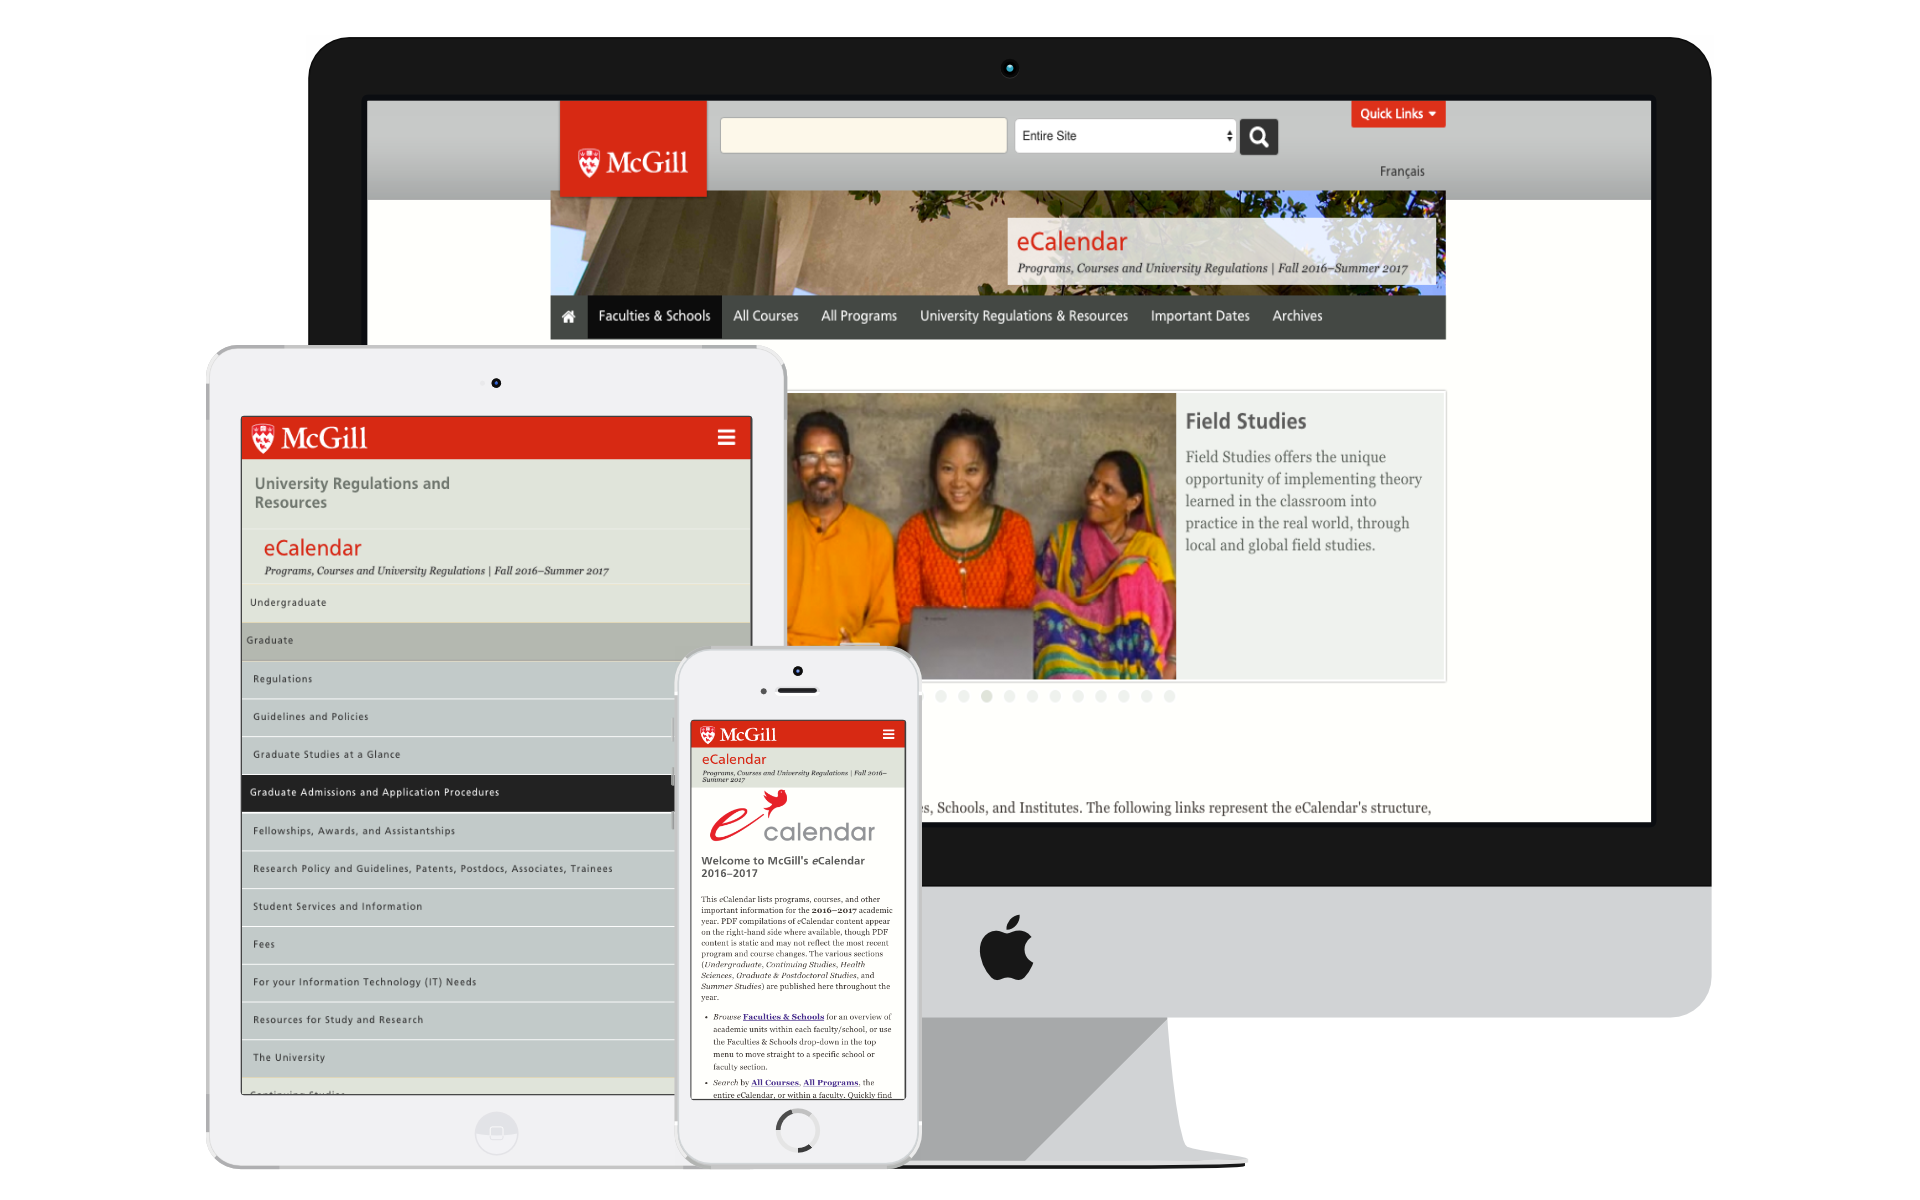 Quick Links
McGill
Entire Site
Français
eCalendar
Programs, Courses and University Regulations | Fall 2016–Summer 2017
Faculties & Schools All Courses All Programs University Regulations & Resources Important Dates Archives
Field Studies
Field Studies offers the unique
opportunity of implementing theory
learned in the classroom into
practice in the real world, through
local and global field studies.
Schools, and Institutes. The following links represent the eCalendar's structure,
McGill
University Regulations and
Resources
eCalendar
Programs, Courses and University Regulations | Fall 2016–Summer 2017
Undergraduate
Graduate
Regulations
Guidelines and Policies
Graduate Studies at a Glance
Graduate Admissions and Application Procedures
Fellowships, Awards, and Assistantships
Research Policy and Guidelines, Patents, Postdocs, Associates, Trainees
Student Services and Information
Fees
For your Information Technology (IT) Needs
Resources for Study and Research
The University
Continuing Studies
McGill
eCalendar
Programs, Courses and University Regulations | Fall 2016–
Summer 2017
e calendar
Welcome to McGill's eCalendar
2016–2017
This eCalendar lists programs, courses, and other
important information for the 2016–2017 academic
year. PDF compilations of eCalendar content appear
on the right-hand side where available, though PDF
content is static and may not reflect the most recent
program and course changes. The various sections
(Undergraduate, Continuing Studies, Health
Sciences, Graduate & Postdoctoral Studies, and
Summer Studies) are published here throughout the
year.
• Browse Faculties & Schools for an overview of
academic units within each faculty/school, or use
the Faculties & Schools drop-down in the top
menu to move straight to a specific school or
faculty section.
• Search by All Courses, All Programs, the
entire eCalendar, or within a faculty. Quickly find